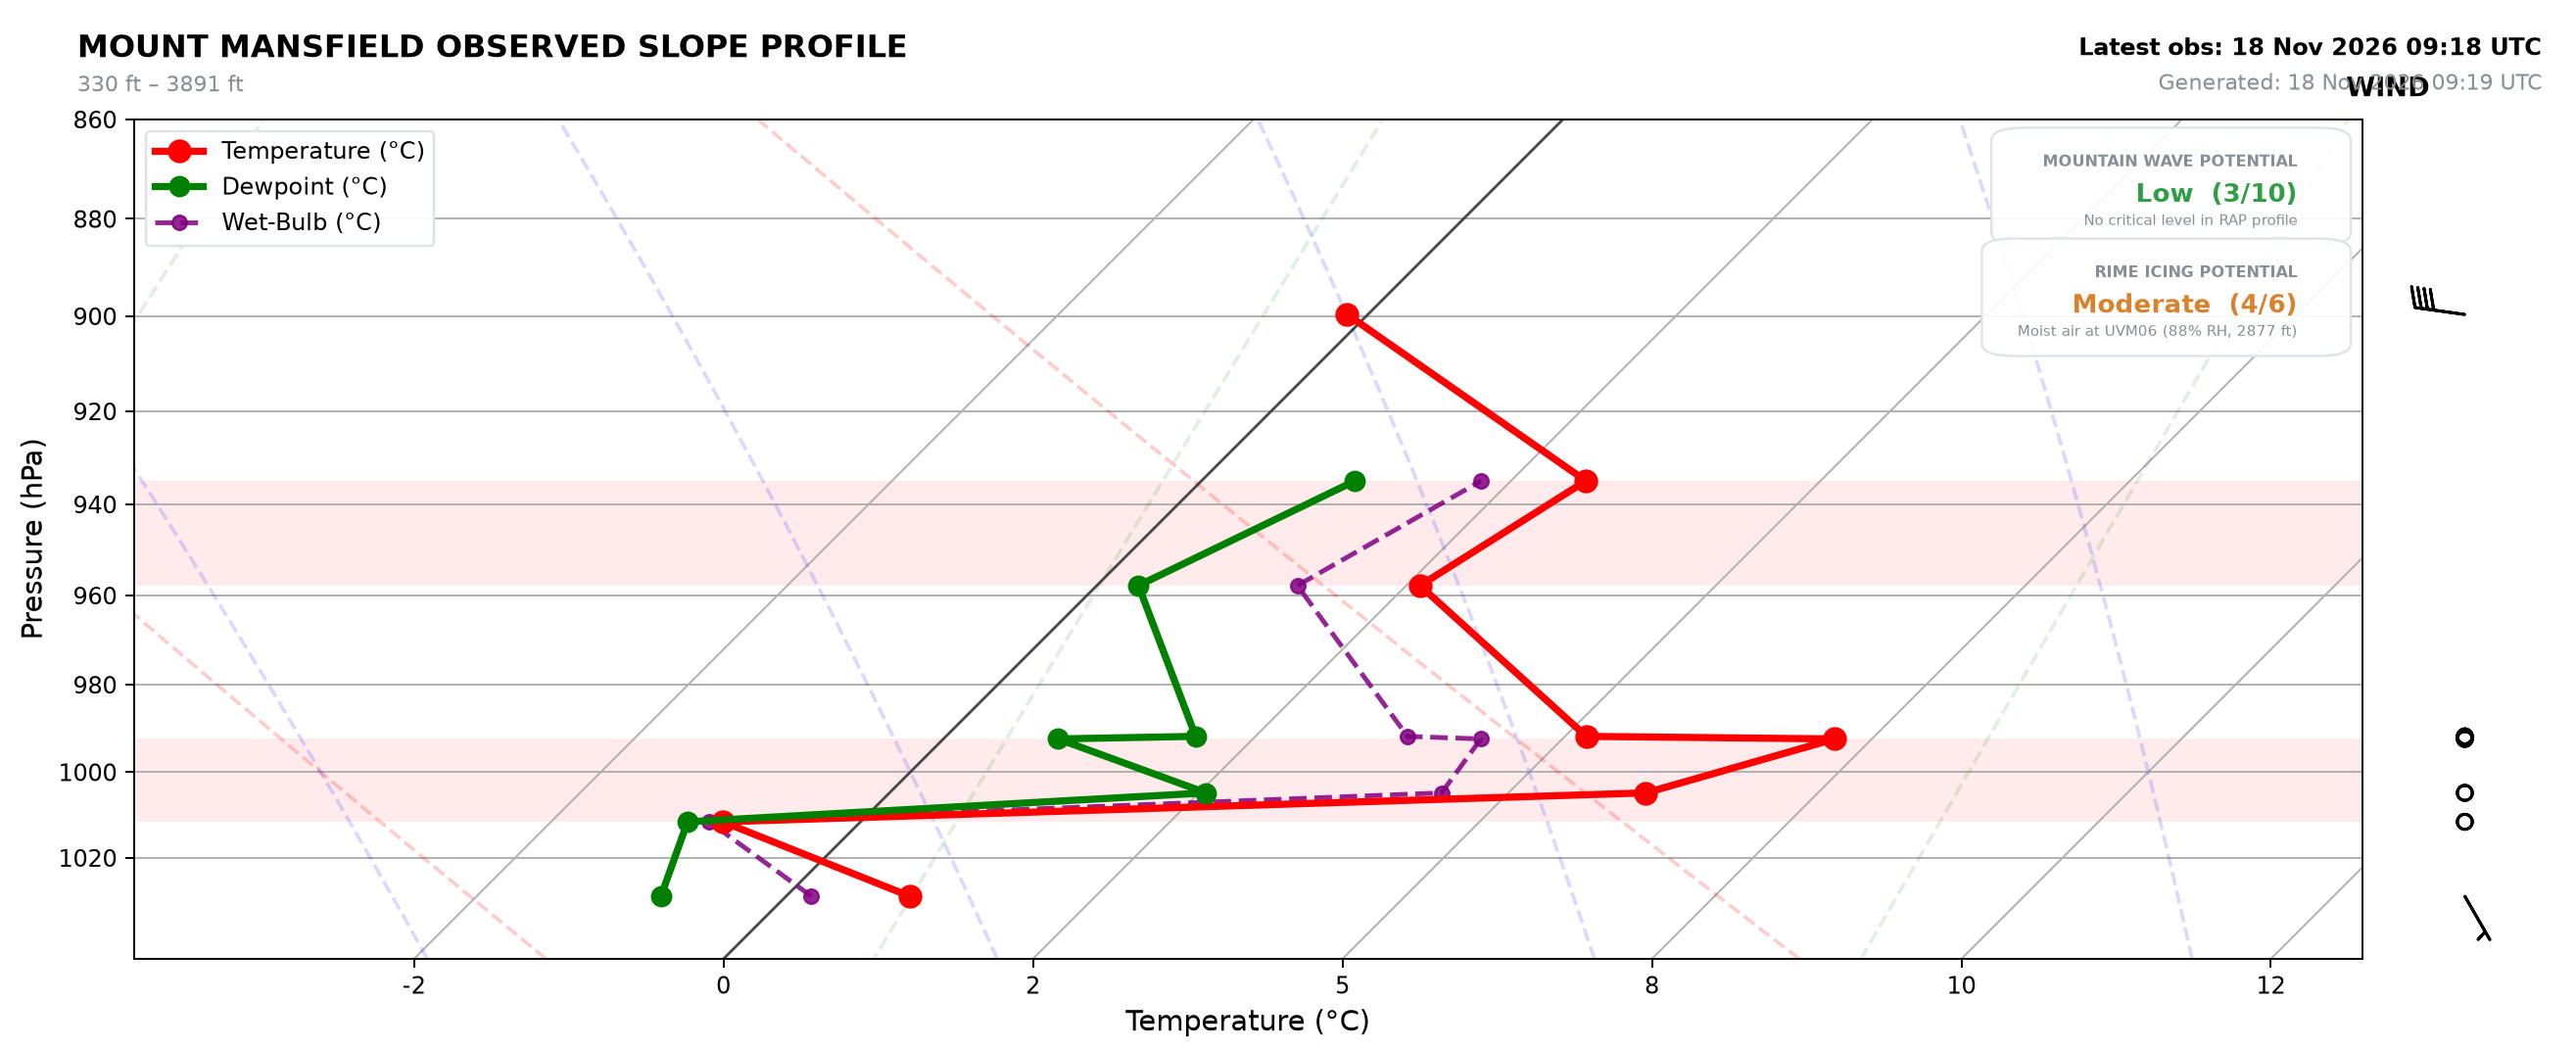 MOUNT MANSFIELD OBSERVED SLOPE PROFILE
330 ft – 3891 ft
Latest obs: 18 Nov 2026 09:18 UTC
Generated: 18 Nov 2026 09:19 UTC
WIND
Temperature (°C)
Dewpoint (°C)
Wet-Bulb (°C)
MOUNTAIN WAVE POTENTIAL
Low (3/10)
No critical level in RAP profile
RIME ICING POTENTIAL
Moderate (4/6)
Moist air at UVM06 (88% RH, 2877 ft)
Pressure (hPa)
860
880
900
920
940
960
980
1000
1020
-2
0
2
5
8
10
12
Temperature (°C)